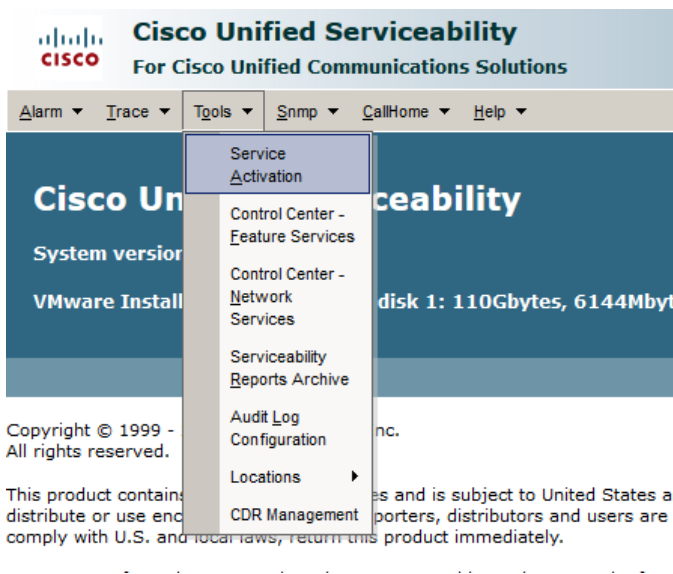 Cisco Unified Serviceability
CISCO
For Cisco Unified Communications Solutions
Alarm Trace Tools Snmp CallHome Help
Service
Activation
Control Center -
Feature Services
Control Center -
Network
Services
Serviceability
Reports Archive
Audit Log
Configuration
Locations
CDR Management
Cisco Un ceability
System version
VMware Install disk 1: 110Gbytes, 6144Mbyt
Copyright © 1999 - nc.
All rights reserved.
This product contains es and is subject to United States a
distribute or use enc porters, distributors and users are
comply with U.S. and local laws, return this product immediately.